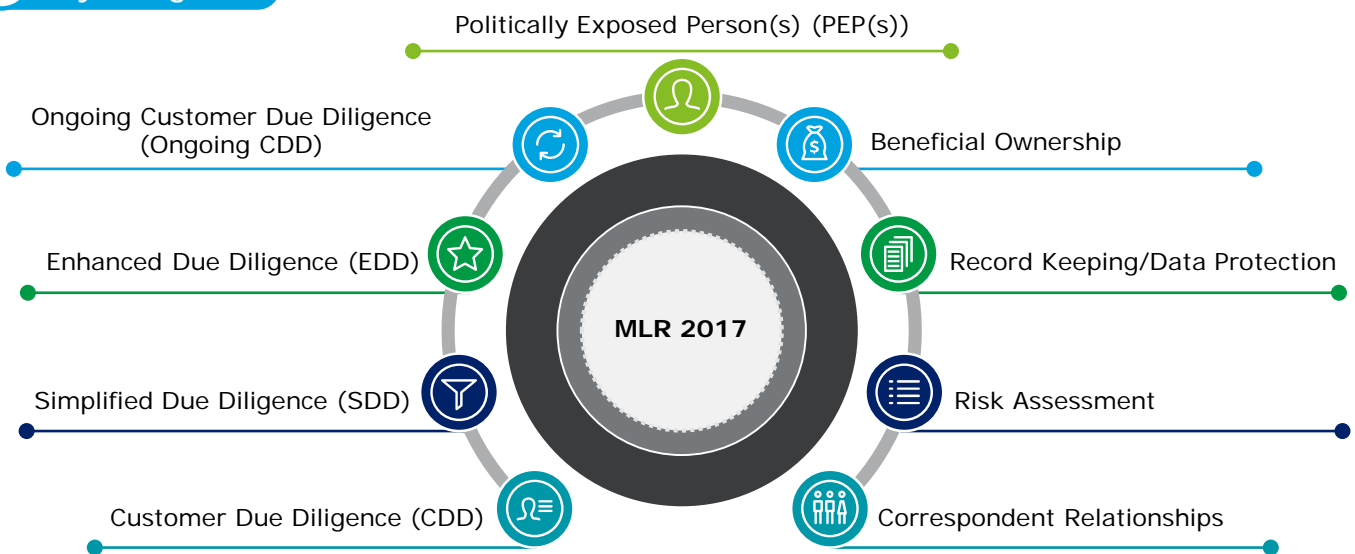 Politically Exposed Person(s) (PEP(s))
Ongoing Customer Due Diligence
(Ongoing CDD)
Beneficial Ownership
Enhanced Due Diligence (EDD)
Record Keeping/Data Protection
MLR 2017
Simplified Due Diligence (SDD)
Risk Assessment
Customer Due Diligence (CDD)
Correspondent Relationships
$